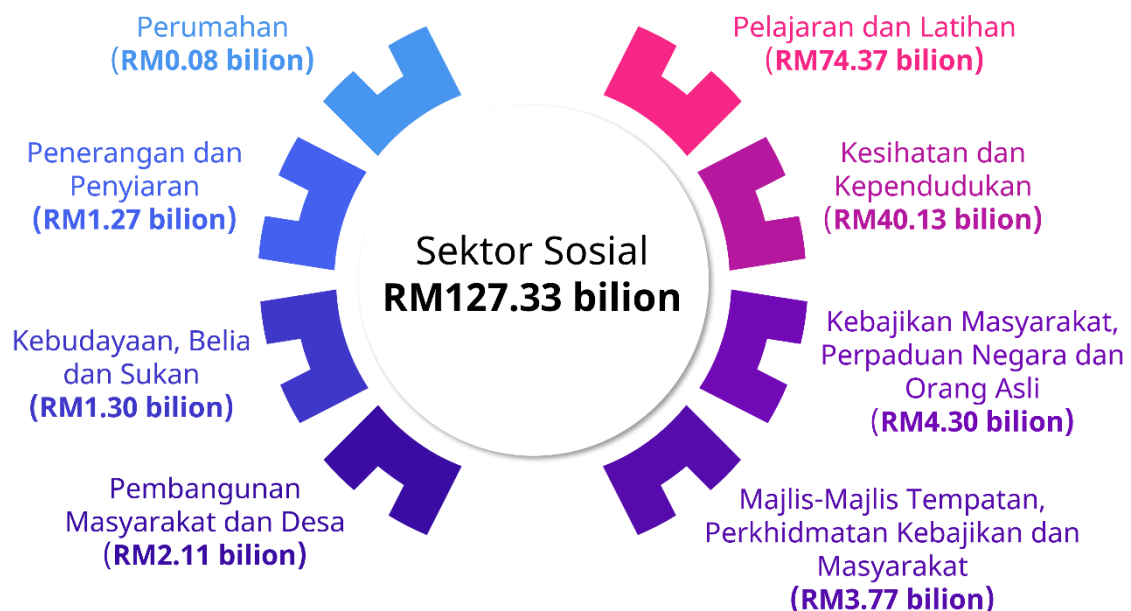 Perumahan
(RM0.08 bilion)
Pelajaran dan Latihan
(RM74.37 bilion)
Penerangan dan
Penyiaran
(RM1.27 bilion)
Kesihatan dan
Kependudukan
(RM40.13 bilion)
Sektor Sosial
RM127.33 bilion
Kebudayaan, Belia
dan Sukan
(RM1.30 bilion)
Kebajikan Masyarakat,
Perpaduan Negara dan
Orang Asli
(RM4.30 bilion)
Pembangunan
Masyarakat dan Desa
(RM2.11 bilion)
Majlis-Majlis Tempatan,
Perkhidmatan Kebajikan dan
Masyarakat
(RM3.77 bilion)